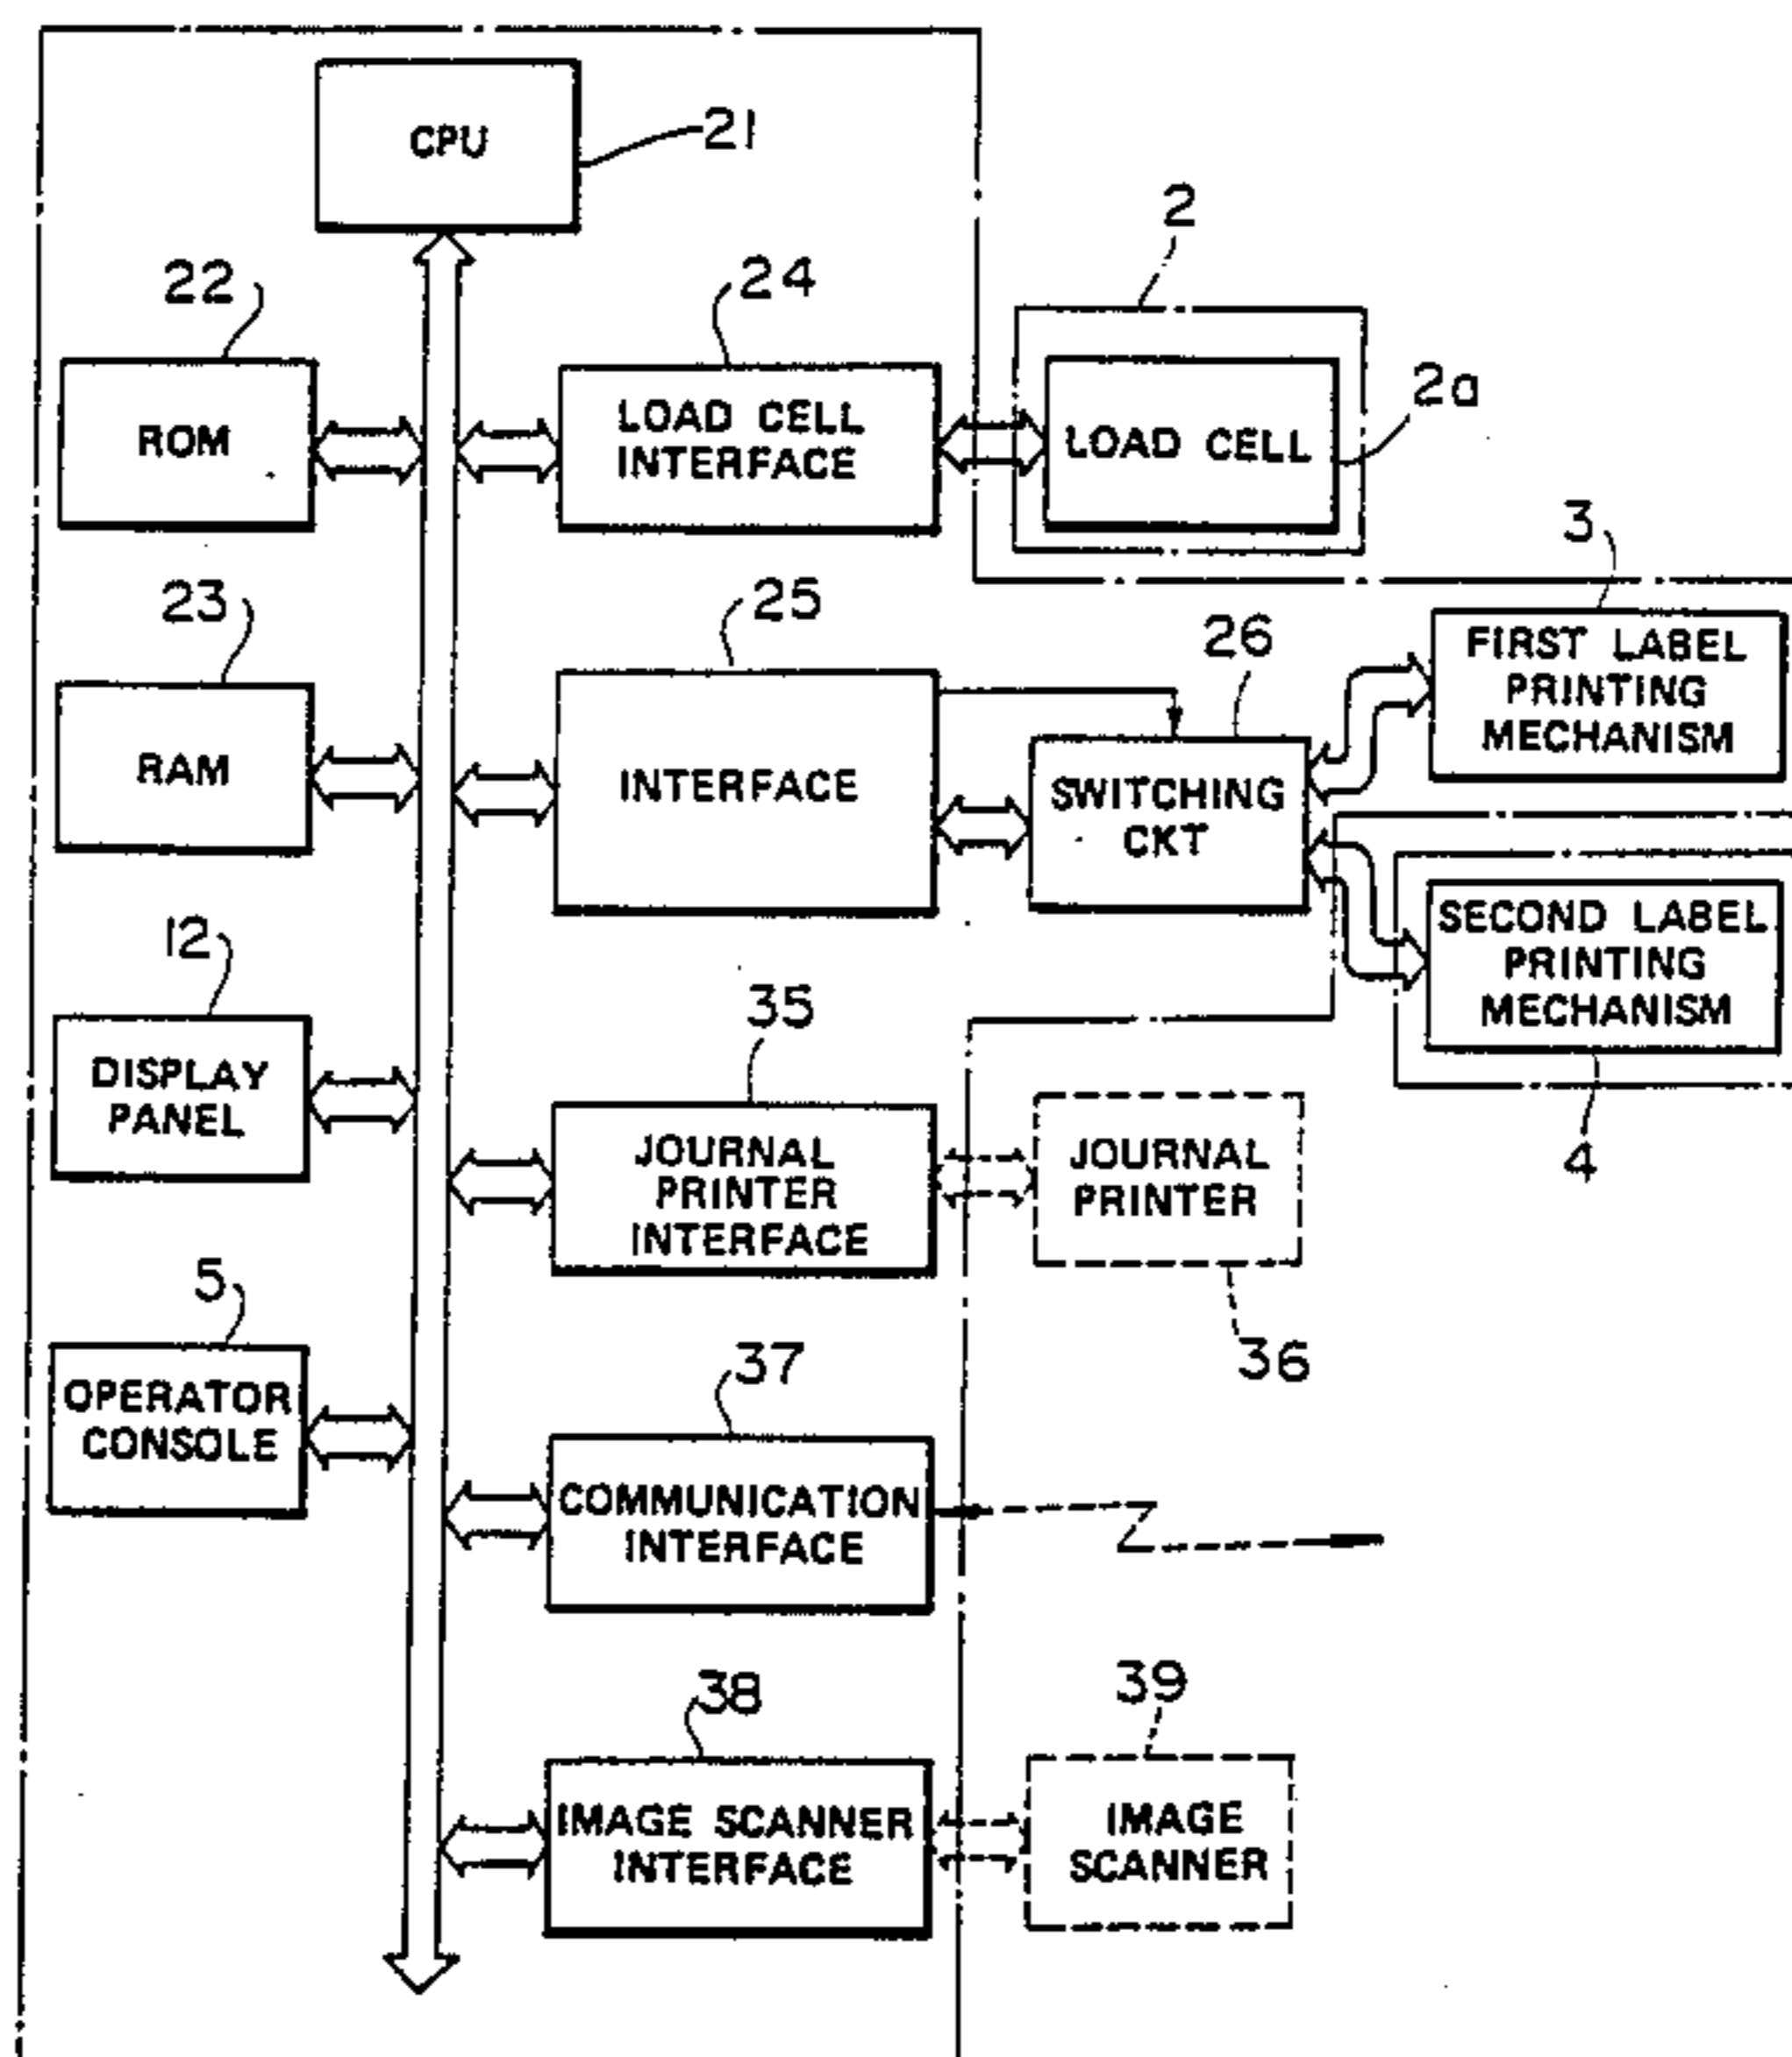 CPU
21
2
22
24
ROM
LOAD CELL
INTERFACE
LOAD CELL
2a
3
23
25
26
FIRST LABEL
PRINTING
MECHANISM
RAM
INTERFACE
SWITCHING
CKT
SECOND LABEL
PRINTING
MECHANISM
4
12
35
DISPLAY
PANEL
JOURNAL
PRINTER
INTERFACE
JOURNAL
PRINTER
36
5
37
OPERATOR
CONSOLE
COMMUNICATION
INTERFACE
38
39
IMAGE SCANNER
INTERFACE
IMAGE
SCANNER